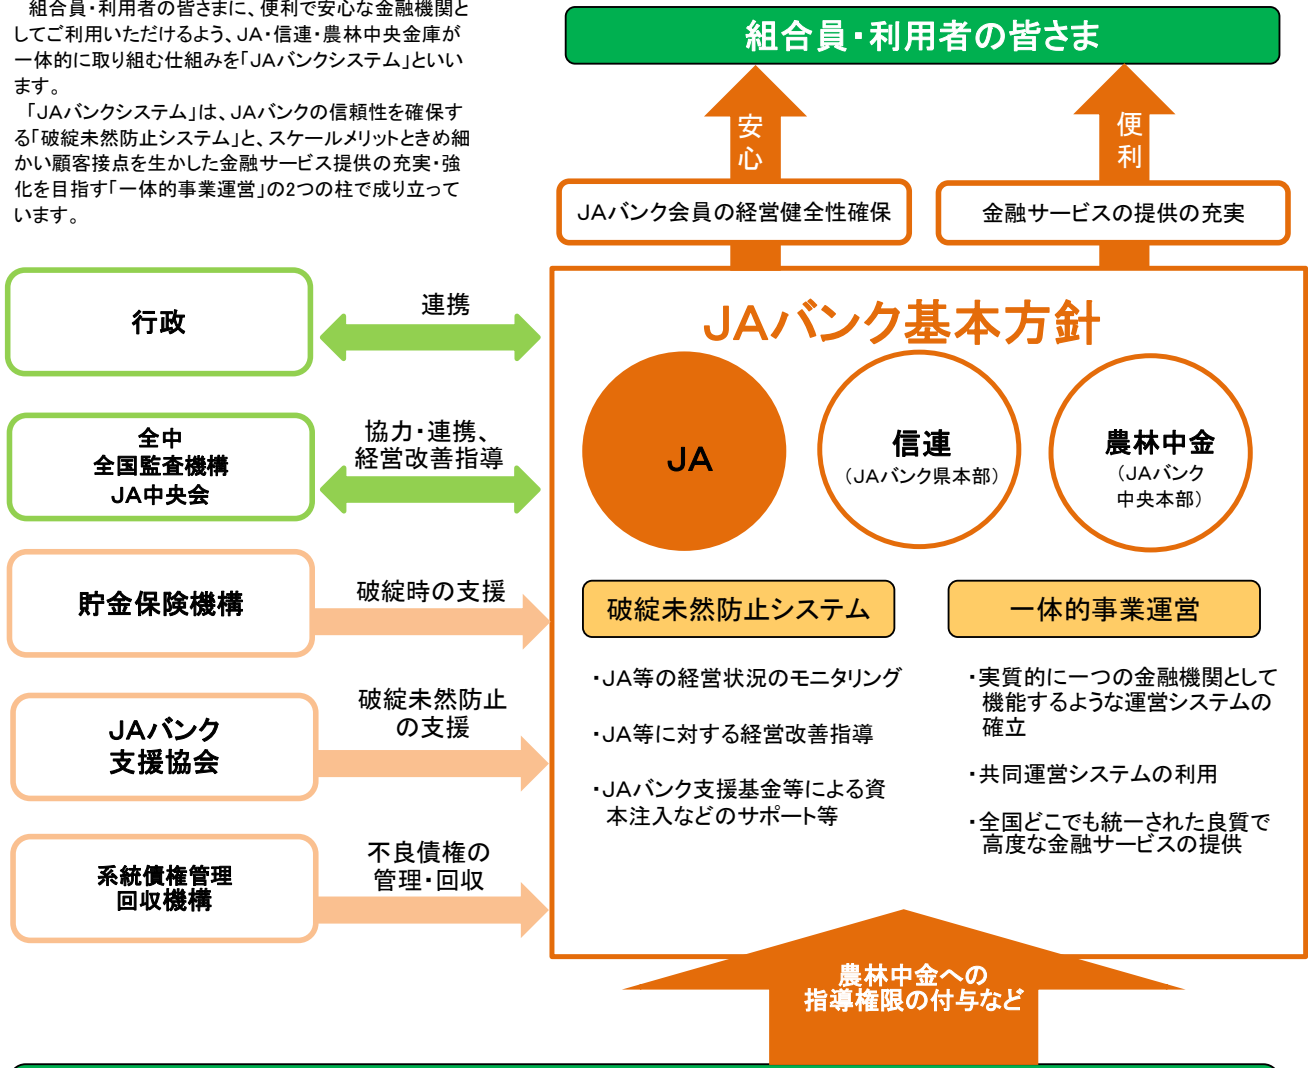 組合員・利用者の皆さまに、便利で安心な金融機関と
してご利用いただけるよう、JA・信連・農林中央金庫が
一体的に取り組む仕組みを「JAバンクシステム」といい
ます。
「JAバンクシステム」は、JAバンクの信頼性を確保す
る「破綻未然防止システム」と、スケールメリットときめ細
かい顧客接点を生かした金融サービス提供の充実・強
化を目指す「一体的事業運営」の2つの柱で成り立って
います。
組合員・利用者の皆さま
安心
便利
JAバンク会員の経営健全性確保
金融サービスの提供の充実
行政
連携
全中
全国監査機構
JA中央会
協力・連携、
経営改善指導
貯金保険機構
破綻時の支援
JAバンク
支援協会
破綻未然防止
の支援
系統債権管理
回収機構
不良債権の
管理・回収
JAバンク基本方針
JA
信連
(JAバンク県本部)
農林中金
(JAバンク
中央本部)
破綻未然防止システム
・JA等の経営状況のモニタリング
・JA等に対する経営改善指導
・JAバンク支援基金等による資
本注入などのサポート等
一体的事業運営
・実質的に一つの金融機関として
機能するような運営システムの
確立
・共同運営システムの利用
・全国どこでも統一された良質で
高度な金融サービスの提供
農林中金への
指導権限の付与など